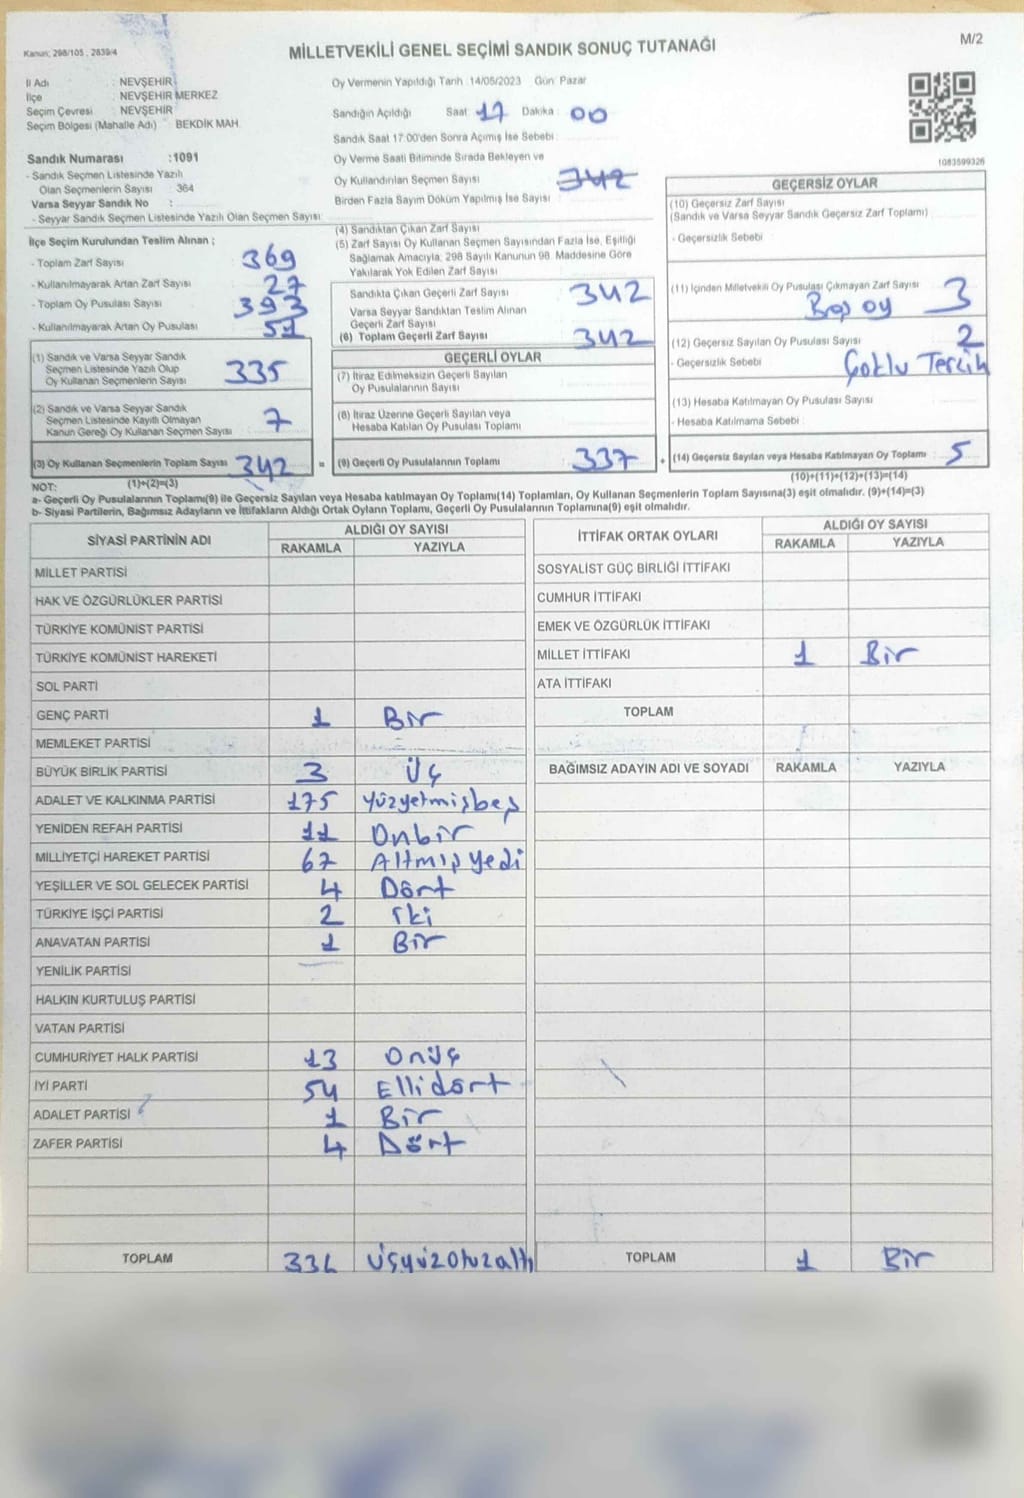 Kanun: 298/105 , 2839/4
MİLLETVEKİLİ GENEL SEÇİMİ SANDIK SONUÇ TUTANAĞI
M/2
İl Adı : NEVŞEHİR
İlçe : NEVŞEHİR MERKEZ
Seçim Çevresi : NEVŞEHİR
Seçim Bölgesi (Mahalle Adı) : BEKDİK MAH.
Sandık Numarası :1091
- Sandık Seçmen Listesinde Yazılı
Olan Seçmenlerin Sayısı : 364
Varsa Seyyar Sandık No :
- Seyyar Sandık Seçmen Listesinde Yazılı Olan Seçmen Sayısı:
Oy Vermenin Yapıldığı Tarih :14/05/2023 Gün: Pazar
Sandığın Açıldığı Saat : 17 Dakika : 00
Sandık Saat 17:00'den Sonra Açımış İse Sebebi :
Oy Verme Saati Bitiminde Sırada Bekleyen ve
Oy Kullandırılan Seçmen Sayısı 342
Birden Fazla Sayım Döküm Yapılmış İse Sayısı :
1083599326
İlçe Seçim Kurulundan Teslim Alınan ;
- Toplam Zarf Sayısı : 369
- Kullanılmayarak Artan Zarf Sayısı : 27
- Toplam Oy Pusulası Sayısı : 393
- Kullanılmayarak Artan Oy Pusulası : 51
(1) Sandık ve Varsa Seyyar Sandık
Seçmen Listesinde Yazılı Olup
Oy Kullanan Seçmenlerin Sayısı : 335
(2) Sandık ve Varsa Seyyar Sandık
Seçmen Listesinde Kayıtlı Olmayan
Kanun Gereği Oy Kullanan Seçmen Sayısı : 7
(3) Oy Kullanan Seçmenlerin Toplam Sayısı : 342 =
(1)+(2)=(3)
(4) Sandıktan Çıkan Zarf Sayısı :
(5) Zarf Sayısı Oy Kullanan Seçmen Sayısından Fazla İse, Eşitliği
Sağlamak Amacıyla, 298 Sayılı Kanunun 98. Maddesine Göre
Yakılarak Yok Edilen Zarf Sayısı :
Sandıkta Çıkan Geçerli Zarf Sayısı : 342
Varsa Seyyar Sandıktan Teslim Alınan
Geçerli Zarf Sayısı :
(6) Toplam Geçerli Zarf Sayısı : 342
GEÇERLİ OYLAR
(7) İtiraz Edilmeksizin Geçerli Sayılan
Oy Pusulalarının Sayısı :
(8) İtiraz Üzerine Geçerli Sayılan veya
Hesaba Katılan Oy Pusulası Toplamı :
(9) Geçerli Oy Pusulalarının Toplamı : 337 +
GEÇERSİZ OYLAR
(10) Geçersiz Zarf Sayısı :
(Sandık ve Varsa Seyyar Sandık Geçersiz Zarf Toplamı)
- Geçersizlik Sebebi :
(11) İçinden Milletvekili Oy Pusulası Çıkmayan Zarf Sayısı : 3
Boş oy
(12) Geçersiz Sayılan Oy Pusulası Sayısı : 2
- Geçersizlik Sebebi : Çoklu Tercih
(13) Hesaba Katılmayan Oy Pusulası Sayısı :
- Hesaba Katılmama Sebebi :
(14) Geçersiz Sayılan veya Hesaba Katılmayan Oy Toplamı : 5
(10)+(11)+(12)+(13)=(14)
NOT:
a- Geçerli Oy Pusulalarının Toplamı(9) ile Geçersiz Sayılan veya Hesaba katılmayan Oy Toplamı(14) Toplamları, Oy Kullanan Seçmenlerin Toplam Sayısına(3) eşit olmalıdır. (9)+(14)=(3)
b- Siyasi Partilerin, Bağımsız Adayların ve İttifakların Aldığı Ortak Oyların Toplamı, Geçerli Oy Pusulalarının Toplamına(9) eşit olmalıdır.
SİYASİ PARTİNİN ADI
ALDIĞI OY SAYISI
RAKAMLA YAZIYLA
MİLLET PARTİSİ
HAK VE ÖZGÜRLÜKLER PARTİSİ
TÜRKİYE KOMÜNİST PARTİSİ
TÜRKİYE KOMÜNİST HAREKETİ
SOL PARTİ
GENÇ PARTİ 1 Bir
MEMLEKET PARTİSİ
BÜYÜK BİRLİK PARTİSİ 3 Üç
ADALET VE KALKINMA PARTİSİ 175 Yüzyetmişbeş
YENİDEN REFAH PARTİSİ 11 Onbir
MİLLİYETÇİ HAREKET PARTİSİ 67 Altmış yedi
YEŞİLLER VE SOL GELECEK PARTİSİ 4 Dört
TÜRKİYE İŞÇİ PARTİSİ 2 İki
ANAVATAN PARTİSİ 1 Bir
YENİLİK PARTİSİ
HALKIN KURTULUŞ PARTİSİ
VATAN PARTİSİ
CUMHURİYET HALK PARTİSİ 13 Onüç
İYİ PARTİ 54 Ellidört
ADALET PARTİSİ 1 Bir
ZAFER PARTİSİ 4 Dört
TOPLAM 336 Üçyüzotuzaltı
İTTİFAK ORTAK OYLARI
ALDIĞI OY SAYISI
RAKAMLA YAZIYLA
SOSYALİST GÜÇ BİRLİĞİ İTTİFAKI
CUMHUR İTTİFAKI
EMEK VE ÖZGÜRLÜK İTTİFAKI
MİLLET İTTİFAKI 1 Bir
ATA İTTİFAKI
TOPLAM
BAĞIMSIZ ADAYIN ADI VE SOYADI RAKAMLA YAZIYLA
TOPLAM 1 Bir